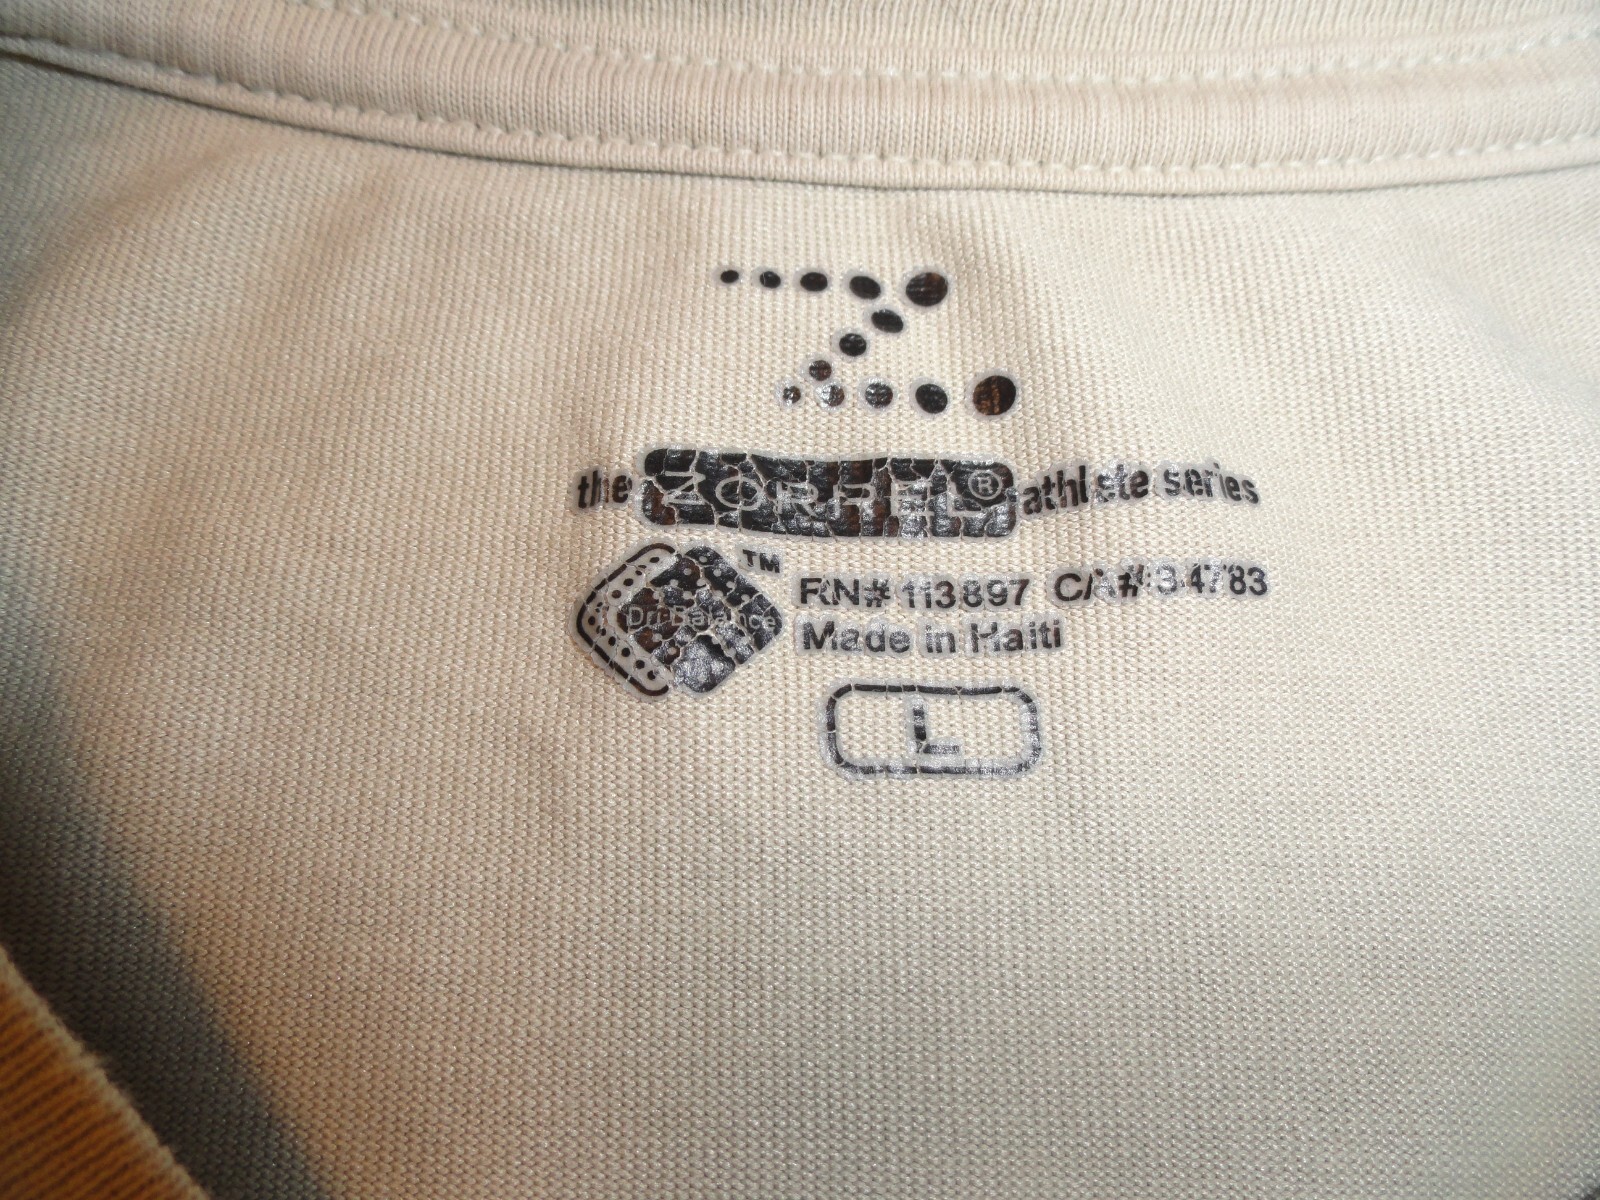 Z
the ZORREL® athlete series
Dri-Balance ™
RN# 113897 CA# 34783
Made in Haiti
L